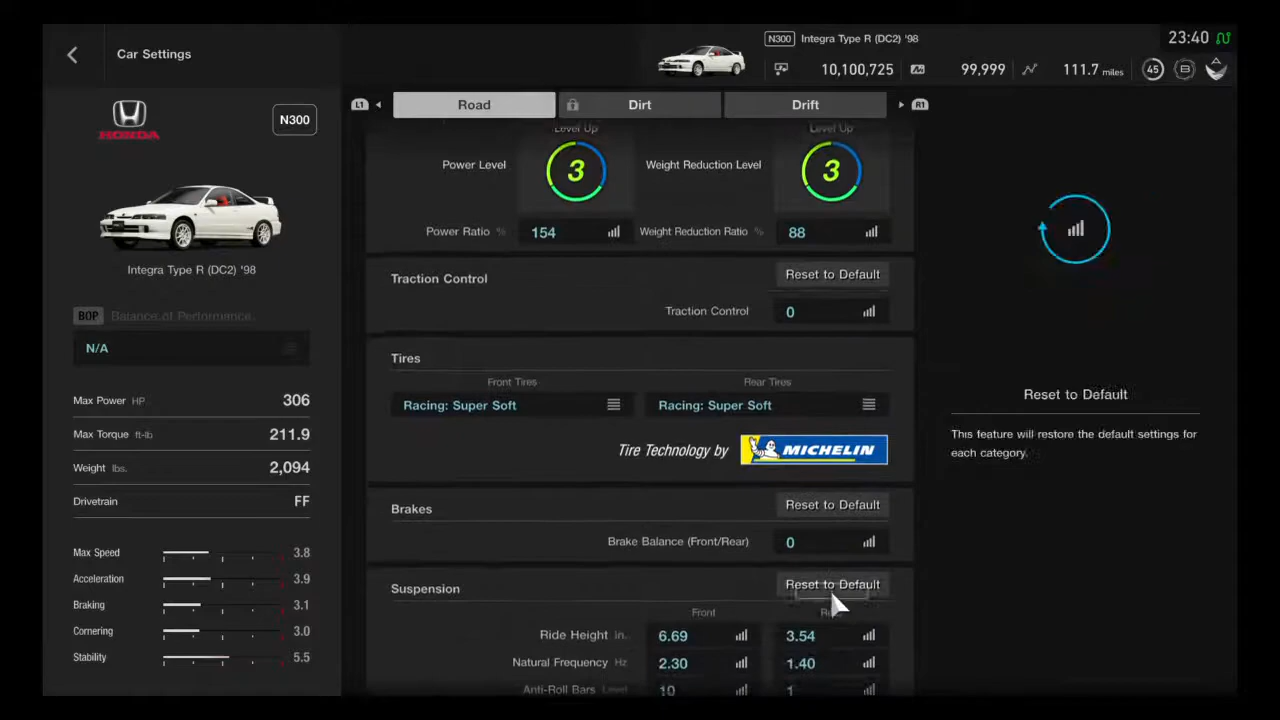 Car Settings
N300 Integra Type R (DC2) '98
23:40
10,100,725
99,999
111.7 miles
45
B
HONDA
N300
Integra Type R (DC2) '98
BOP Balance of Performance
N/A
Max Power HP 306
Max Torque ft-lb 211.9
Weight lbs. 2,094
Drivetrain FF
Max Speed 3.8
Acceleration 3.9
Braking 3.1
Cornering 3.0
Stability 5.5
L1 Road Dirt Drift R1
Level Up Level Up
Power Level 3 Weight Reduction Level 3
Power Ratio % 154 Weight Reduction Ratio % 88
Traction Control Reset to Default
Traction Control 0
Tires
Front Tires Rear Tires
Racing: Super Soft Racing: Super Soft
Tire Technology by MICHELIN
Brakes Reset to Default
Brake Balance (Front/Rear) 0
Suspension Reset to Default
Front
Ride Height in. 6.69 3.54
Natural Frequency Hz 2.30 1.40
Anti-Roll Bars Level 10 1
Reset to Default
This feature will restore the default settings for
each category.